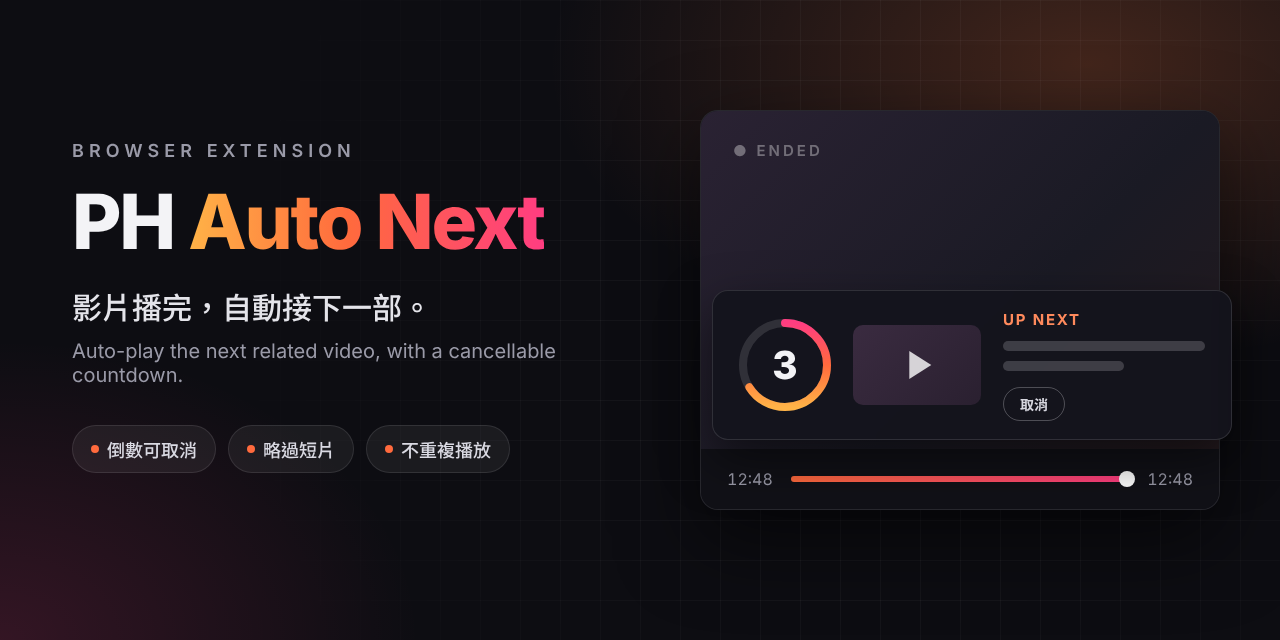 BROWSER EXTENSION
PH Auto Next
影片播完，自動接下一部。
Auto-play the next related video, with a cancellable
countdown.
倒數可取消
略過短片
不重複播放
ENDED
3
UP NEXT
取消
12:48
12:48